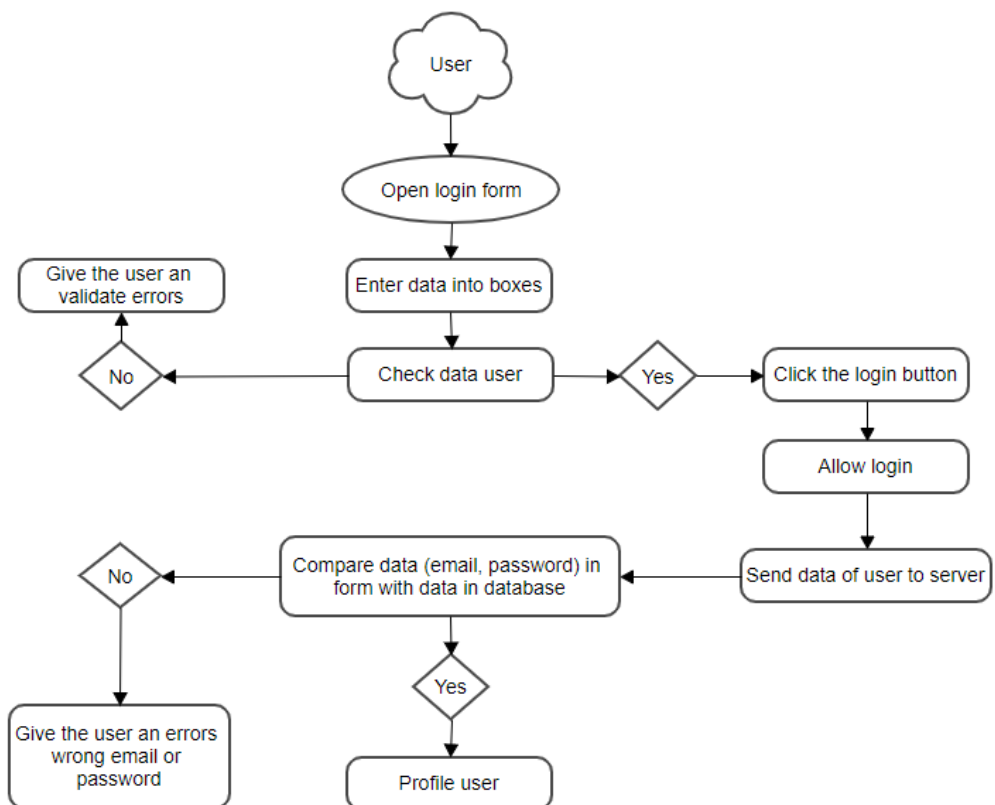 User
Open login form
Give the user an
validate errors
Enter data into boxes
No
Check data user
Yes
Click the login button
Allow login
No
Compare data (email, password) in
form with data in database
Send data of user to server
Yes
Give the user an errors
wrong email or
password
Profile user